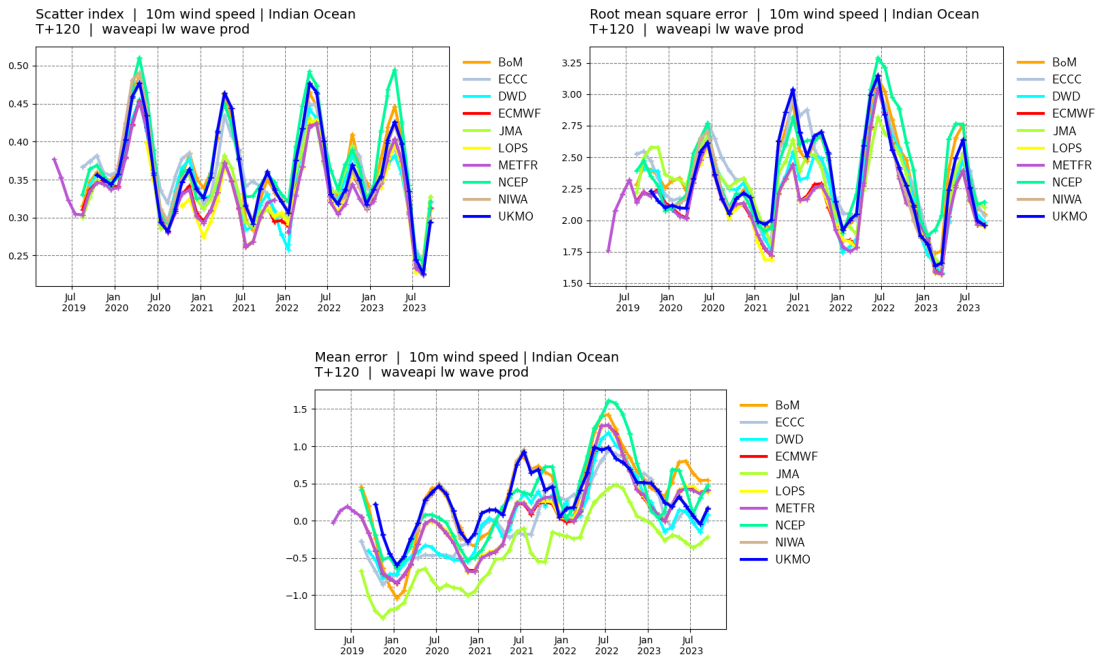 Scatter index | 10m wind speed | Indian Ocean
T+120 | waveapi lw wave prod
0.50
0.45
0.40
0.35
0.30
0.25
Jul 2019
Jan 2020
Jul 2020
Jan 2021
Jul 2021
Jan 2022
Jul 2022
Jan 2023
Jul 2023
BoM
ECCC
DWD
ECMWF
JMA
LOPS
METFR
NCEP
NIWA
UKMO
Root mean square error | 10m wind speed | Indian Ocean
T+120 | waveapi lw wave prod
3.25
3.00
2.75
2.50
2.25
2.00
1.75
1.50
Jul 2019
Jan 2020
Jul 2020
Jan 2021
Jul 2021
Jan 2022
Jul 2022
Jan 2023
Jul 2023
BoM
ECCC
DWD
ECMWF
JMA
LOPS
METFR
NCEP
NIWA
UKMO
Mean error | 10m wind speed | Indian Ocean
T+120 | waveapi lw wave prod
1.5
1.0
0.5
0.0
−0.5
−1.0
Jul 2019
Jan 2020
Jul 2020
Jan 2021
Jul 2021
Jan 2022
Jul 2022
Jan 2023
Jul 2023
BoM
ECCC
DWD
ECMWF
JMA
LOPS
METFR
NCEP
NIWA
UKMO